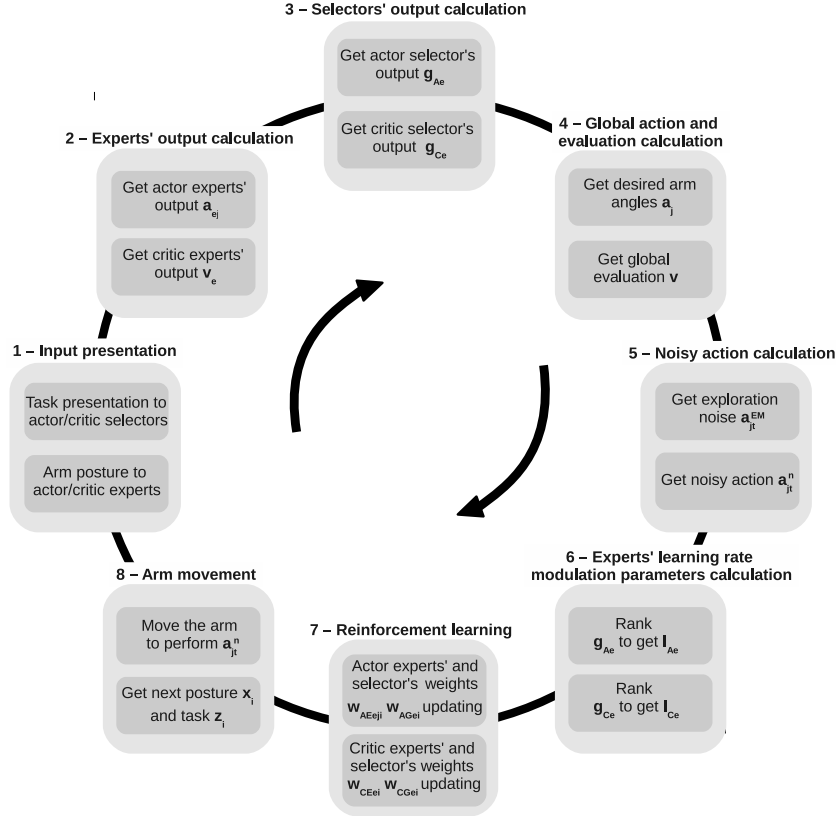 3 – Selectors' output calculation
Get actor selector's
output g_Ae
Get critic selector's
output g_Ce
4 – Global action and
evaluation calculation
Get desired arm
angles a_j
Get global
evaluation v
5 – Noisy action calculation
Get exploration
noise a_jt^EM
Get noisy action a_jt^n
6 – Experts' learning rate
modulation parameters calculation
Rank
g_Ae to get l_Ae
Rank
g_Ce to get l_Ce
7 – Reinforcement learning
Actor experts' and
selector's weights
w_AEeji w_AGei updating
Critic experts' and
selector's weights
w_CEei w_CGei updating
8 – Arm movement
Move the arm
to perform a_jt^n
Get next posture x_i
and task z_i
1 – Input presentation
Task presentation to
actor/critic selectors
Arm posture to
actor/critic experts
2 – Experts' output calculation
Get actor experts'
output a_ej
Get critic experts'
output v_e